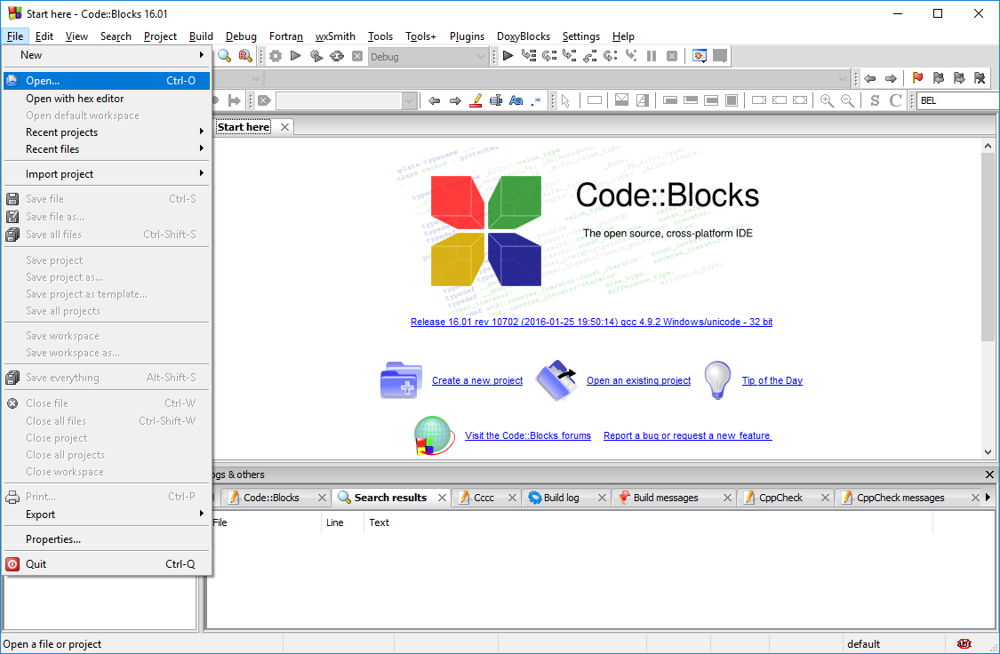 Start here - Code::Blocks 16.01
File Edit View Search Project Build Debug Fortran wxSmith Tools Tools+ Plugins DoxyBlocks Settings Help
New
Open... Ctrl-O
Open with hex editor
Open default workspace
Recent projects
Recent files
Import project
Save file Ctrl-S
Save file as...
Save all files Ctrl-Shift-S
Save project
Save project as...
Save project as template...
Save all projects
Save workspace
Save workspace as...
Save everything Alt-Shift-S
Close file Ctrl-W
Close all files Ctrl-Shift-W
Close project
Close all projects
Close workspace
Print... Ctrl-P
Export
Properties...
Quit Ctrl-Q
Debug
Aa .*
S C BEL
Start here
Code::Blocks
The open source, cross-platform IDE
Release 16.01 rev 10702 (2016-01-25 19:50:14) gcc 4.9.2 Windows/unicode - 32 bit
Create a new project Open an existing project Tip of the Day
Visit the Code::Blocks forums Report a bug or request a new feature
ogs & others
Code::Blocks Search results Cccc Build log Build messages CppCheck CppCheck messages
File Line Text
Open a file or project default